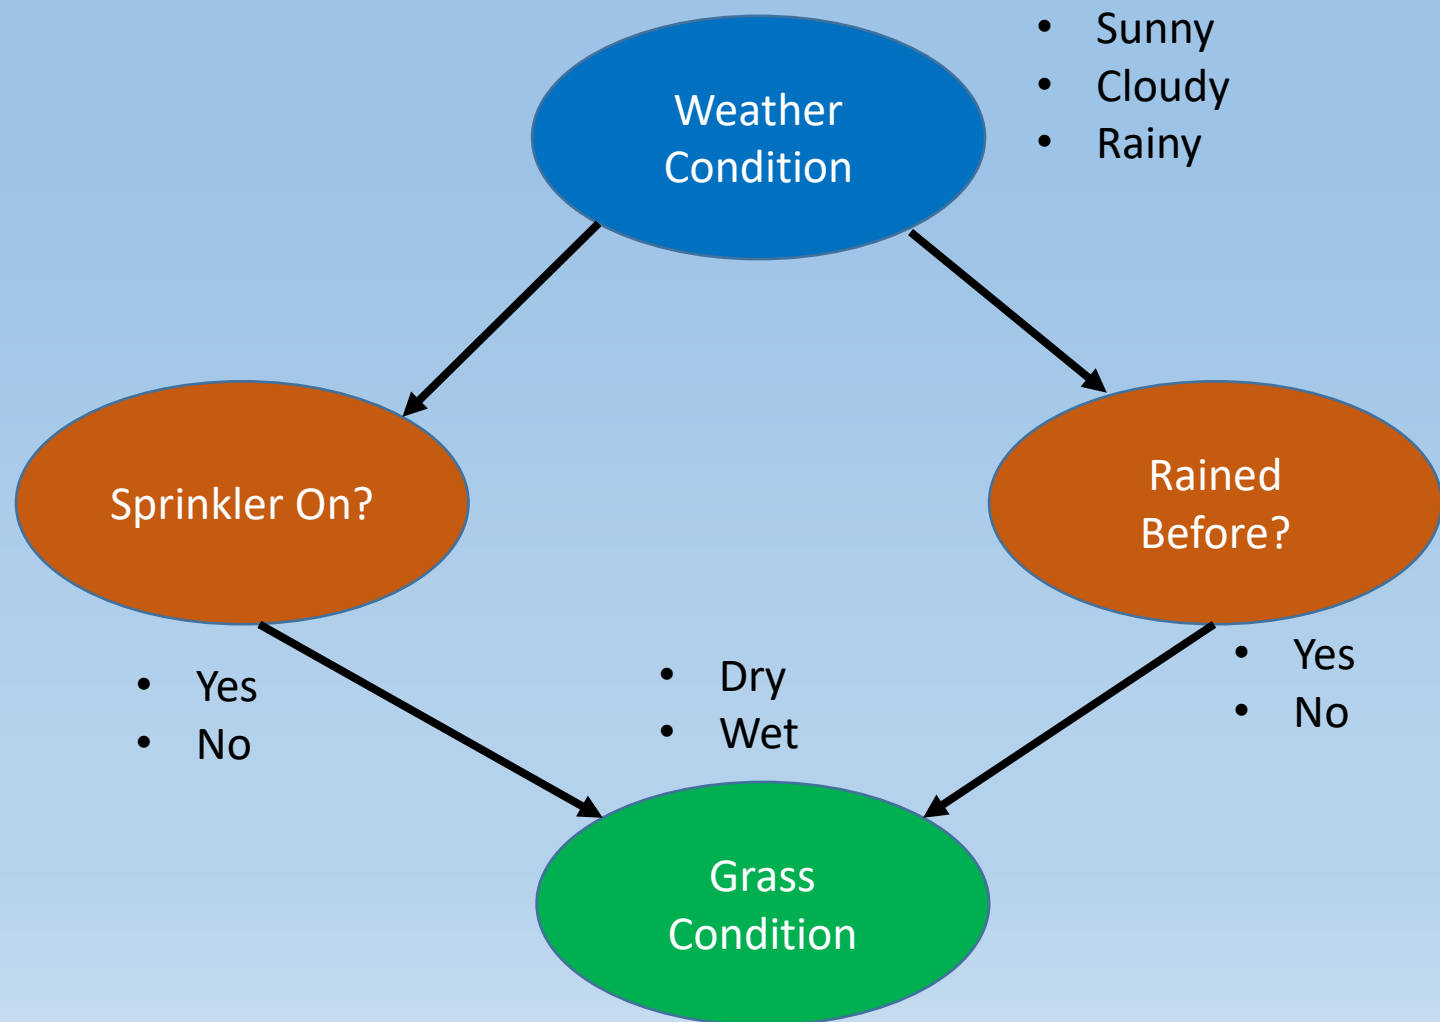 Sunny
Cloudy
Rainy
Weather
Condition
Sprinkler On?
Rained
Before?
Yes
No
Dry
Wet
Yes
No
Grass
Condition